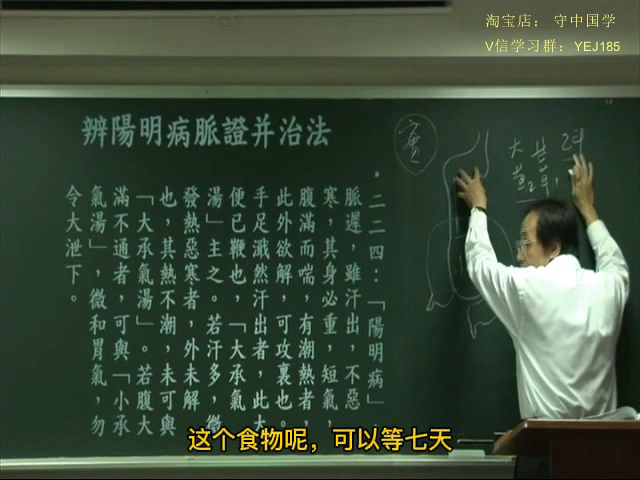 淘宝店： 守中国学
V信学习群：YEJ185
辨陽明病脈證并治法
二二四：「陽明病」
脈遲，雖汗出，不惡
寒，其身必重，短氣，
腹滿而喘，有潮熱者，
此外欲解，可攻裏也。
手足濈然汗出者，此大
便已鞕也，「大承氣
湯」主之。若汗多，微
發熱惡寒者，外未解
也，其熱不潮，未可與
「大承氣湯」。若腹大
滿不通者，可與「小承
氣湯」，微和胃氣，勿
令大泄下。
實
大
这个食物呢，可以等七天